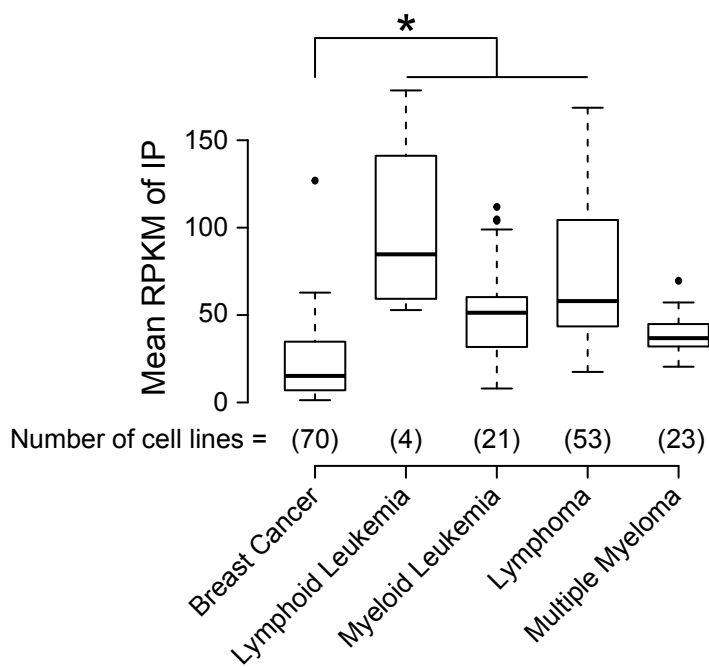 *
Mean RPKM of IP
150
100
50
0
Number of cell lines = (70) (4) (21) (53) (23)
Breast Cancer
Lymphoid Leukemia
Myeloid Leukemia
Lymphoma
Multiple Myeloma